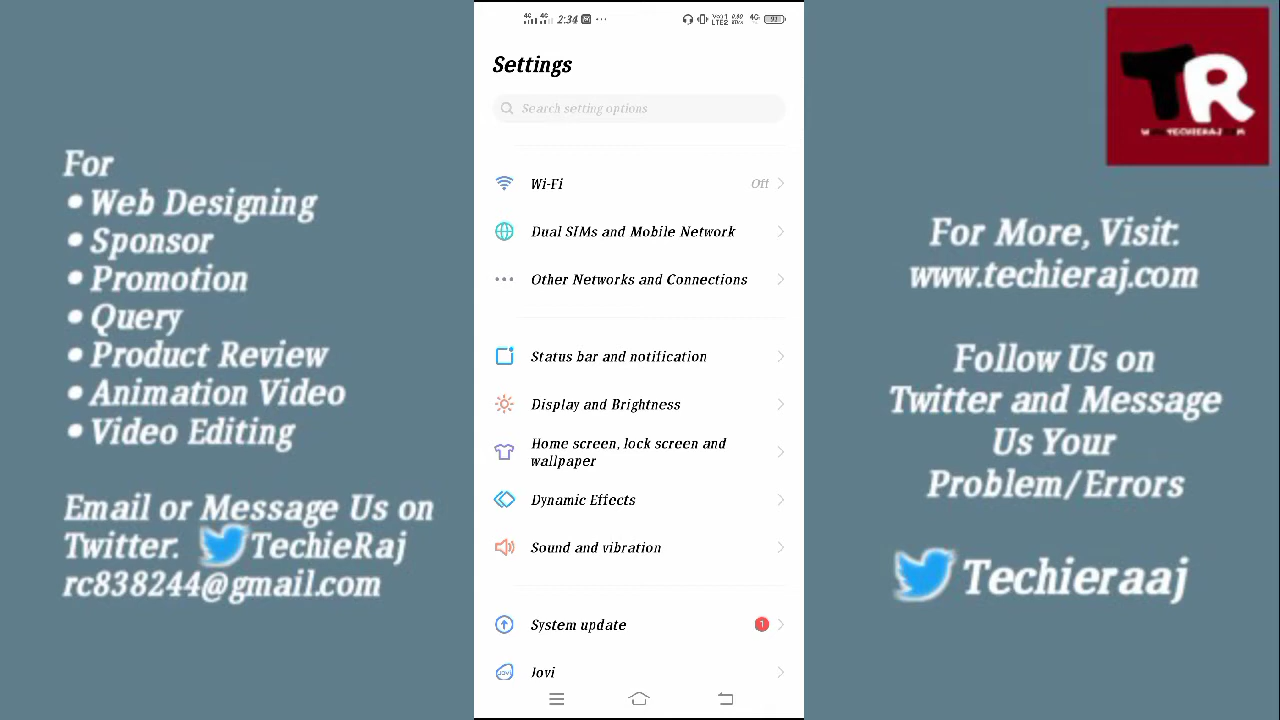 For
• Web Designing
• Sponsor
• Promotion
• Query
• Product Review
• Animation Video
• Video Editing
Email or Message Us on
Twitter. TechieRaj
rc838244@gmail.com
2:34
4G
93
Settings
Search setting options
Wi-Fi Off
Dual SIMs and Mobile Network
Other Networks and Connections
Status bar and notification
Display and Brightness
Home screen, lock screen and
wallpaper
Dynamic Effects
Sound and vibration
System update 1
Jovi
TR
For More, Visit:
www.techieraj.com
Follow Us on
Twitter and Message
Us Your
Problem/Errors
Techieraaj